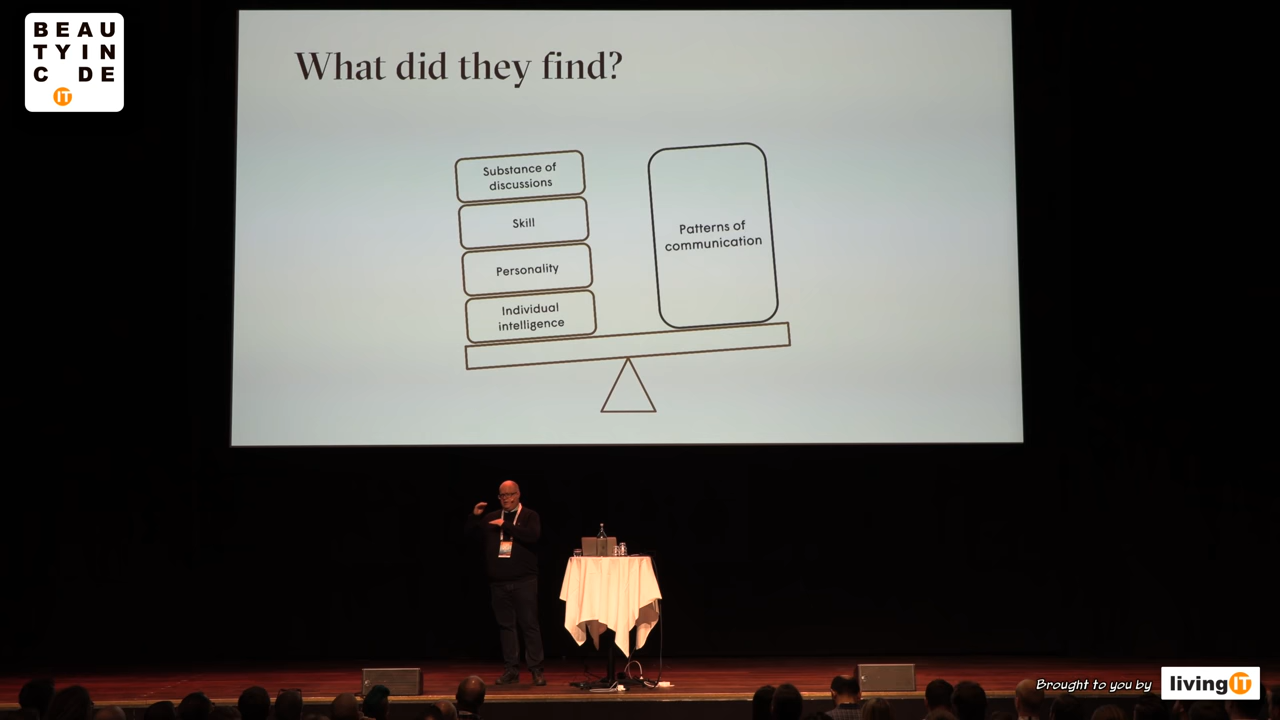 BEAU
TYIN
C DE
IT
What did they find?
Substance of
discussions
Skill
Personality
Individual
intelligence
Patterns of
communication
Brought to you by
livingIT